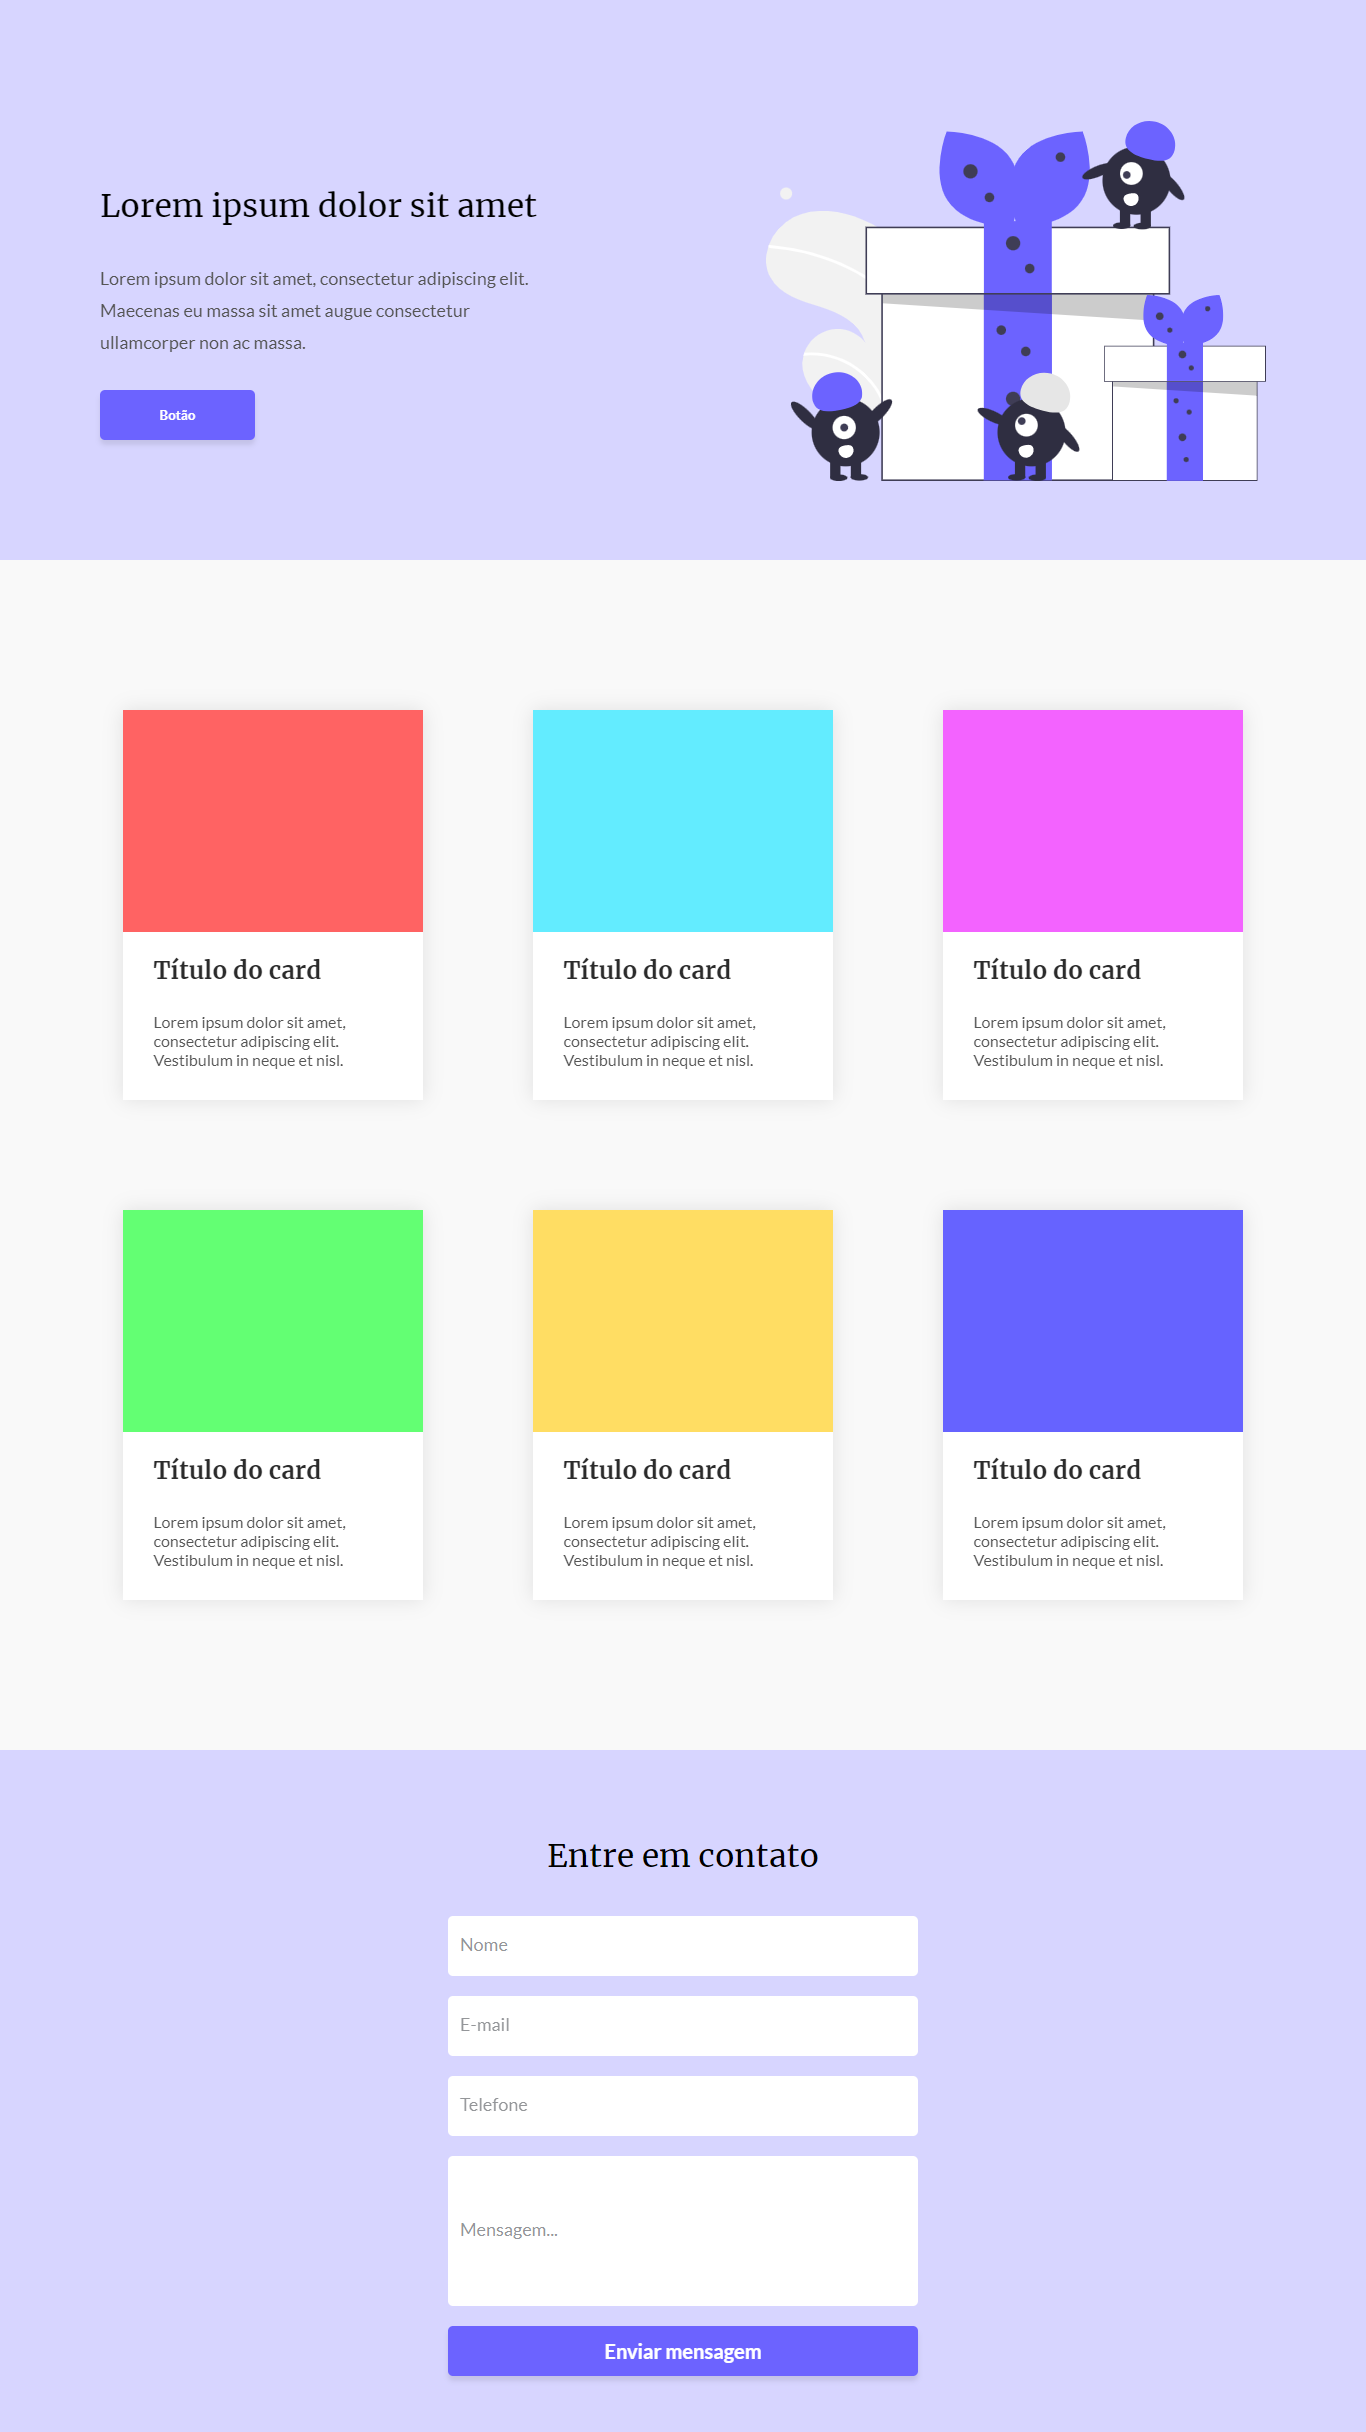 Lorem ipsum dolor sit amet
Lorem ipsum dolor sit amet, consectetur adipiscing elit.
Maecenas eu massa sit amet augue consectetur
ullamcorper non ac massa.
Botão
Título do card
Lorem ipsum dolor sit amet,
consectetur adipiscing elit.
Vestibulum in neque et nisl.
Título do card
Lorem ipsum dolor sit amet,
consectetur adipiscing elit.
Vestibulum in neque et nisl.
Título do card
Lorem ipsum dolor sit amet,
consectetur adipiscing elit.
Vestibulum in neque et nisl.
Título do card
Lorem ipsum dolor sit amet,
consectetur adipiscing elit.
Vestibulum in neque et nisl.
Título do card
Lorem ipsum dolor sit amet,
consectetur adipiscing elit.
Vestibulum in neque et nisl.
Título do card
Lorem ipsum dolor sit amet,
consectetur adipiscing elit.
Vestibulum in neque et nisl.
Entre em contato
Nome
E-mail
Telefone
Mensagem...
Enviar mensagem